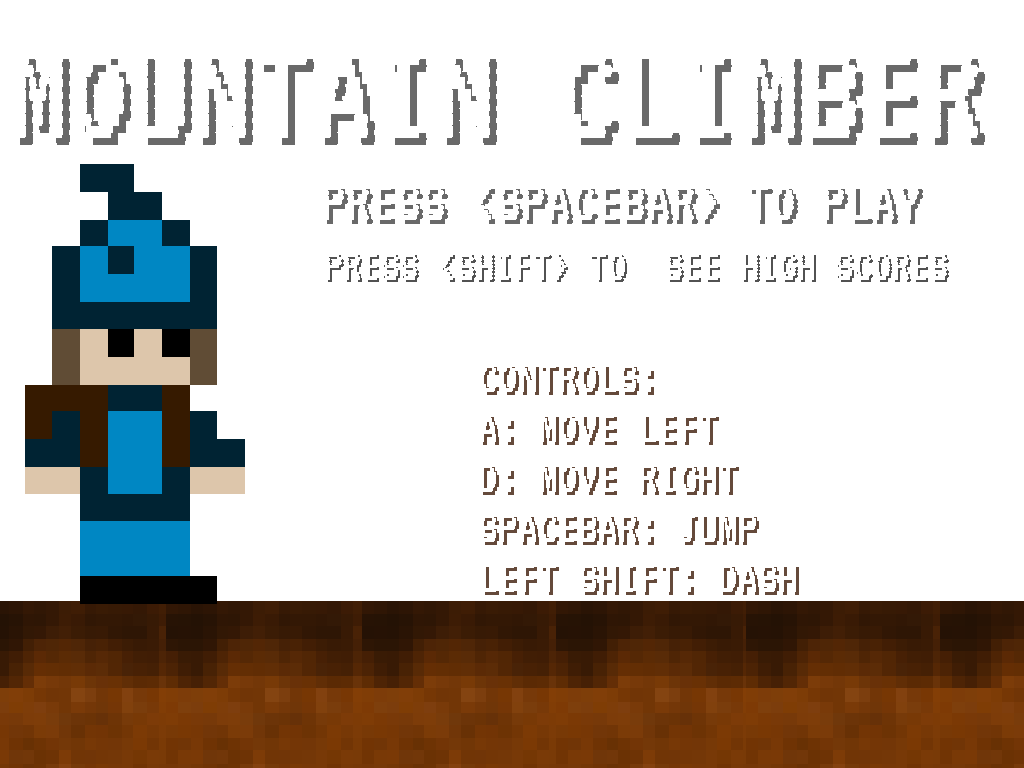 MOUNTAIN CLIMBER
PRESS <SPACEBAR> TO PLAY
PRESS <SHIFT> TO SEE HIGH SCORES
CONTROLS:
A: MOVE LEFT
D: MOVE RIGHT
SPACEBAR: JUMP
LEFT SHIFT: DASH